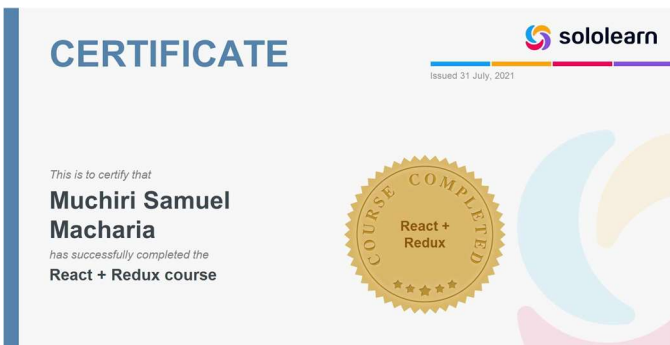 CERTIFICATE
sololearn
Issued 31 July, 2021
This is to certify that
Muchiri Samuel
Macharia
has successfully completed the
React + Redux course
COURSE COMPLETED
React +
Redux